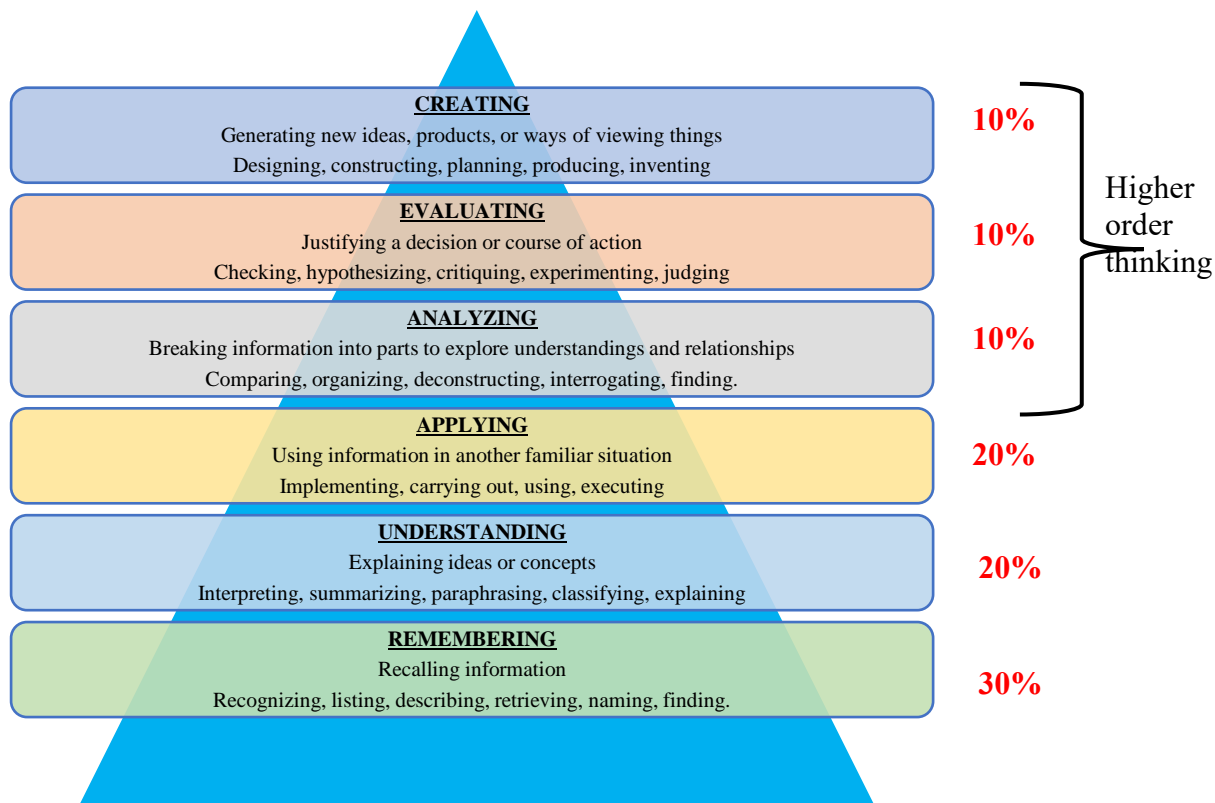 CREATING
Generating new ideas, products, or ways of viewing things
Designing, constructing, planning, producing, inventing
10%
EVALUATING
Justifying a decision or course of action
Checking, hypothesizing, critiquing, experimenting, judging
10%
Higher
order
thinking
ANALYZING
Breaking information into parts to explore understandings and relationships
Comparing, organizing, deconstructing, interrogating, finding.
10%
APPLYING
Using information in another familiar situation
Implementing, carrying out, using, executing
20%
UNDERSTANDING
Explaining ideas or concepts
Interpreting, summarizing, paraphrasing, classifying, explaining
20%
REMEMBERING
Recalling information
Recognizing, listing, describing, retrieving, naming, finding.
30%